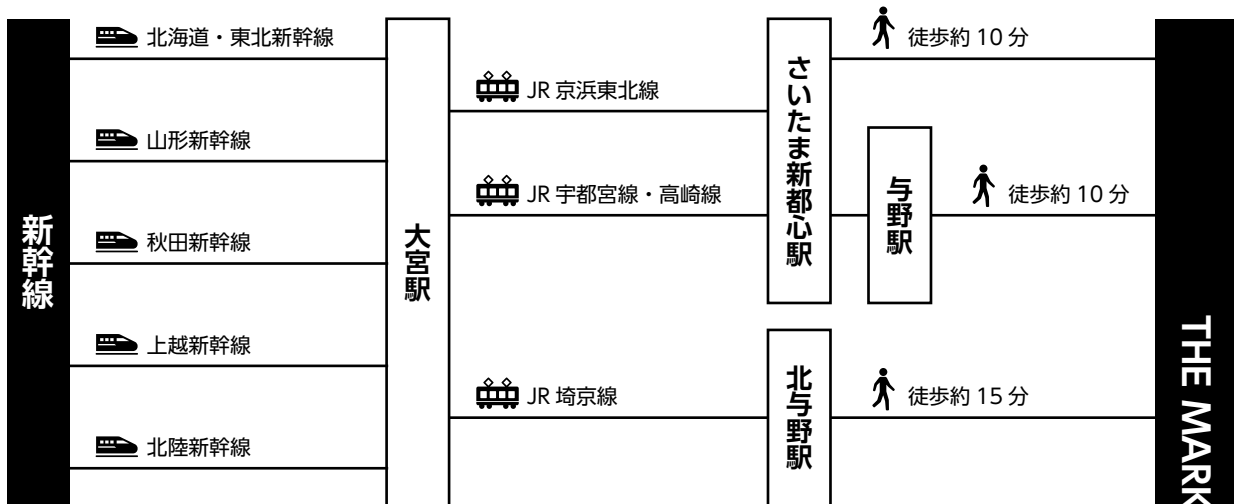 新幹線
北海道・東北新幹線
山形新幹線
秋田新幹線
上越新幹線
北陸新幹線
大宮駅
JR 京浜東北線
JR 宇都宮線・高崎線
JR 埼京線
さいたま新都心駅
与野駅
北与野駅
徒歩約 10 分
徒歩約 10 分
徒歩約 15 分
THE MARK